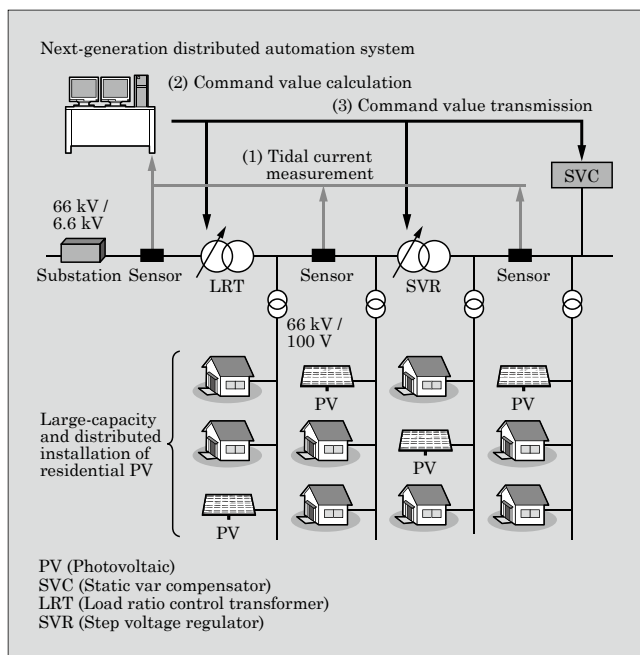 Next-generation distributed automation system
(2) Command value calculation
(3) Command value transmission
(1) Tidal current
measurement
SVC
66 kV /
6.6 kV
Substation
Sensor
LRT
Sensor
SVR
Sensor
66 kV /
100 V
PV
PV
Large-capacity
and distributed
installation of
residential PV
PV
PV
PV (Photovoltaic)
SVC (Static var compensator)
LRT (Load ratio control transformer)
SVR (Step voltage regulator)